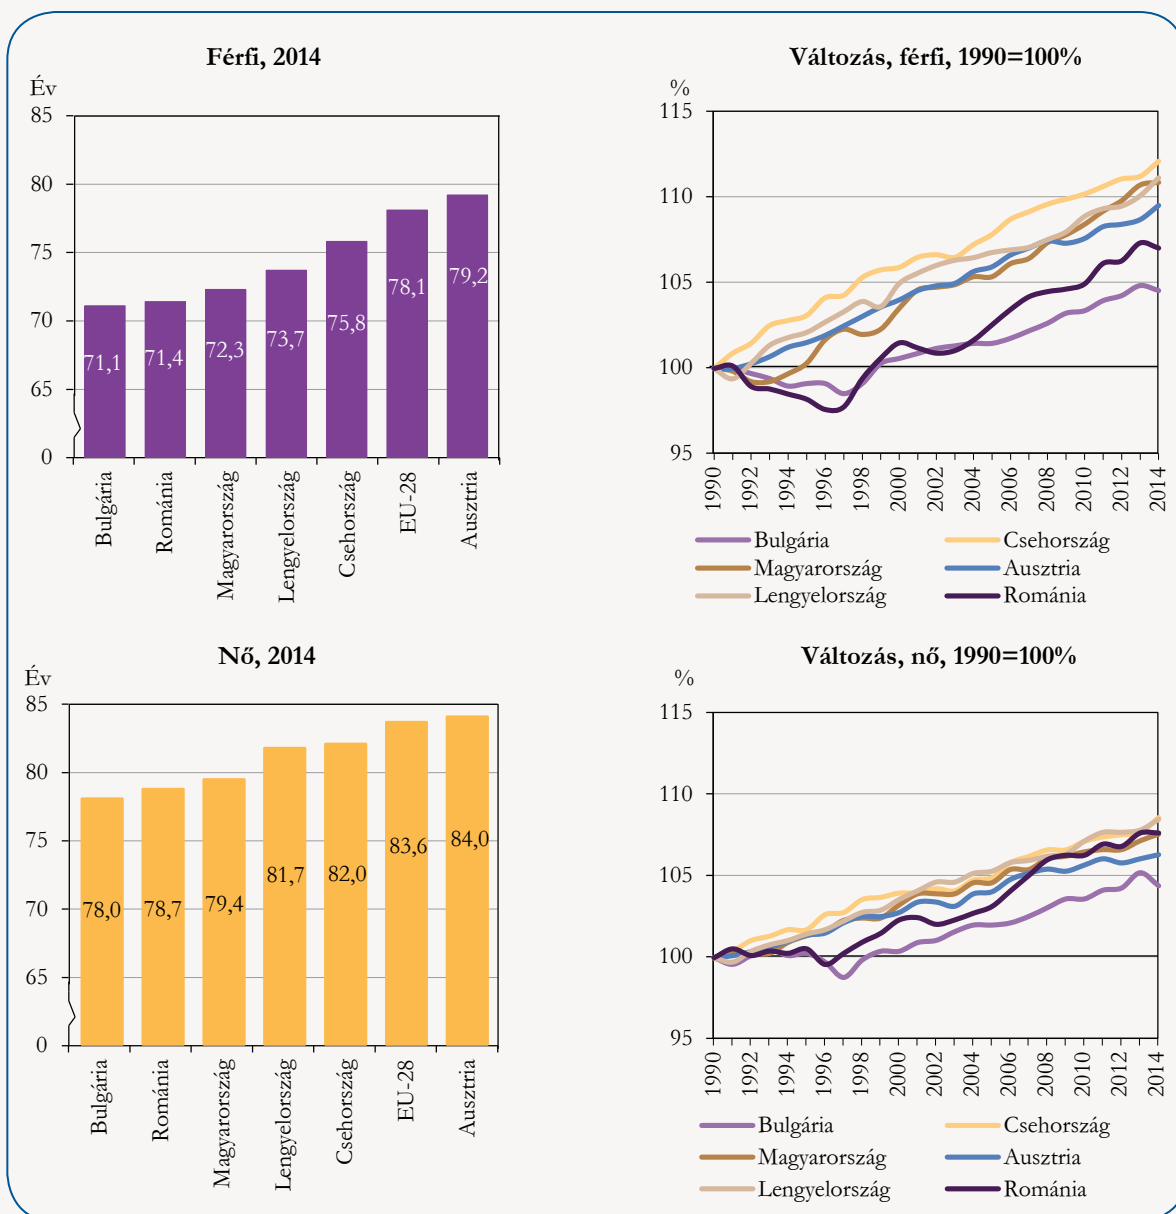 Férfi, 2014
Év
85
80
75
70
65
0
71,1
71,4
72,3
73,7
75,8
78,1
79,2
Bulgária
Románia
Magyarország
Lengyelország
Csehország
EU-28
Ausztria
Változás, férfi, 1990=100%
%
115
110
105
100
95
1990
1992
1994
1996
1998
2000
2002
2004
2006
2008
2010
2012
2014
Bulgária Csehország
Magyarország Ausztria
Lengyelország Románia
Nő, 2014
Év
85
80
75
70
65
0
78,0
78,7
79,4
81,7
82,0
83,6
84,0
Bulgária
Románia
Magyarország
Lengyelország
Csehország
EU-28
Ausztria
Változás, nő, 1990=100%
%
115
110
105
100
95
1990
1992
1994
1996
1998
2000
2002
2004
2006
2008
2010
2012
2014
Bulgária Csehország
Magyarország Ausztria
Lengyelország Románia